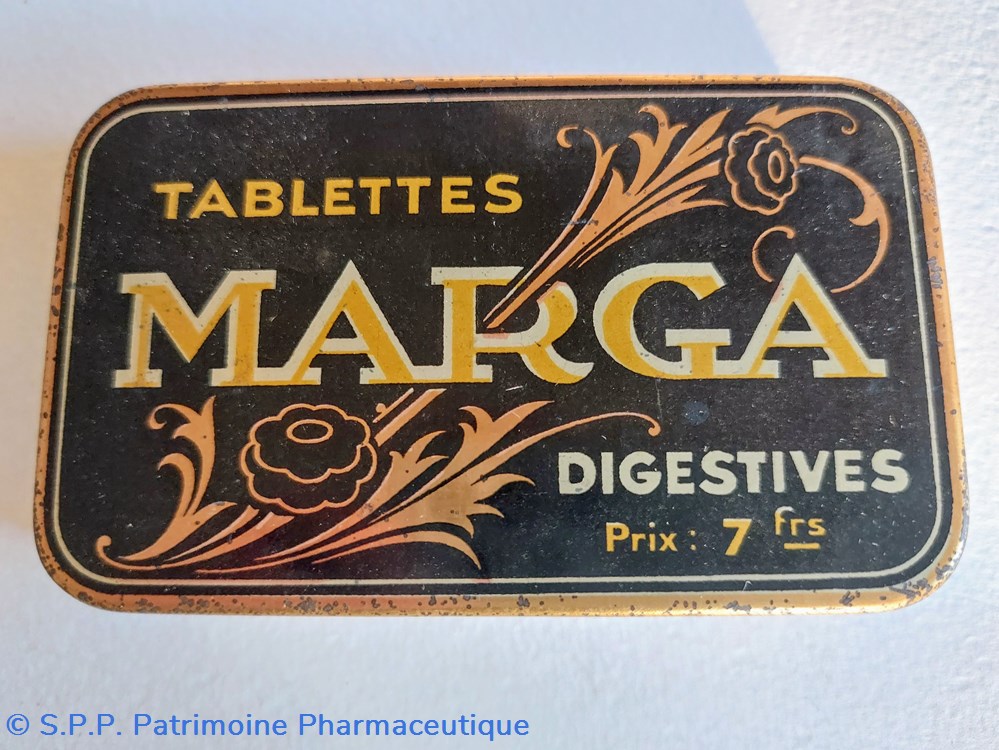 TABLETTES
MARGA
DIGESTIVES
Prix : 7 frs
© S.P.P. Patrimoine Pharmaceutique